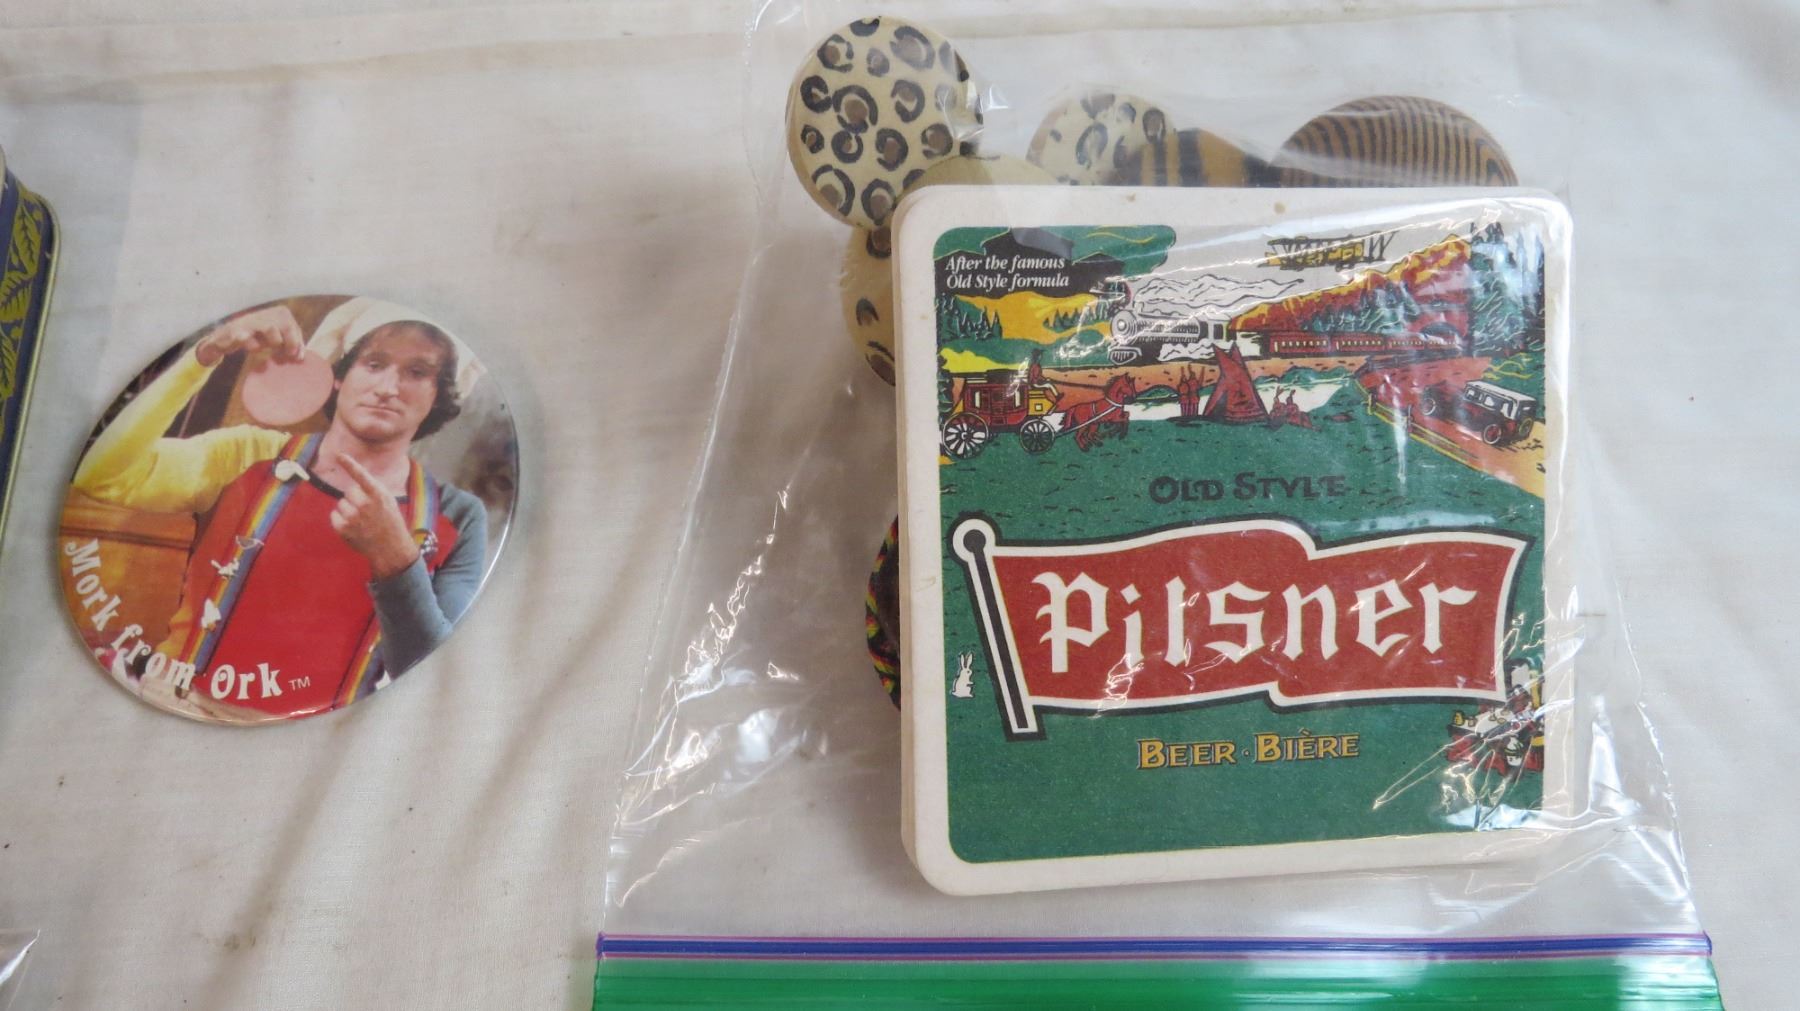 Mork from Ork™
After the famous
Old Style formula
OLD STYLE
Pilsner
BEER · BIÈRE